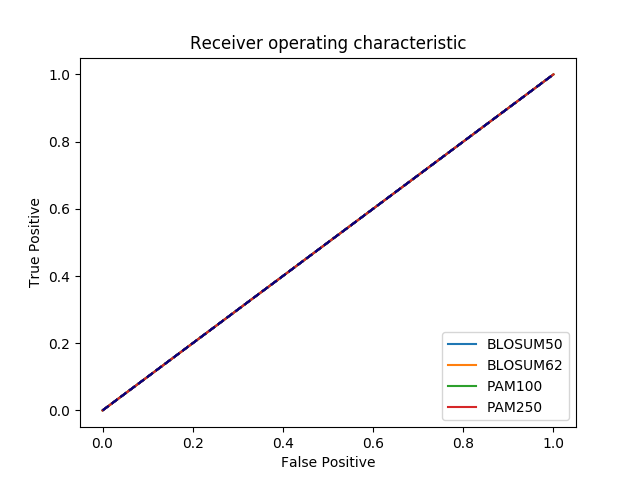 Receiver operating characteristic
1.0
0.8
0.6
0.4
0.2
0.0
True Positive
BLOSUM50
BLOSUM62
PAM100
PAM250
0.0 0.2 0.4 0.6 0.8 1.0
False Positive